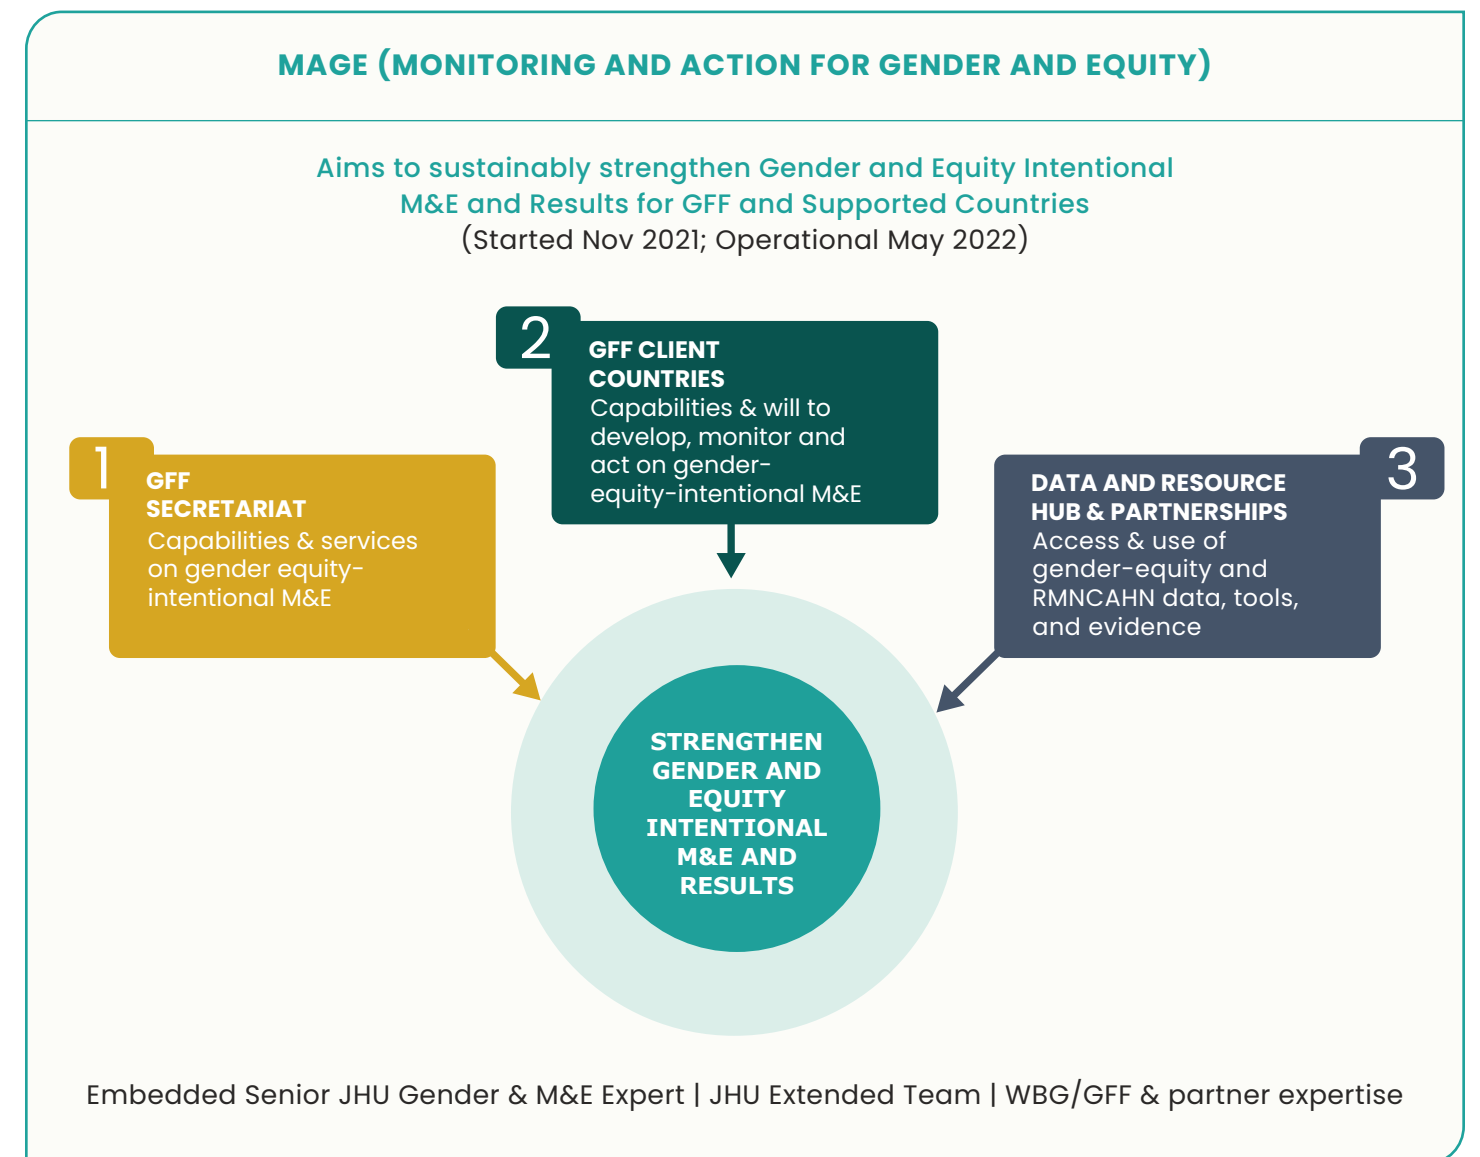 MAGE (MONITORING AND ACTION FOR GENDER AND EQUITY)
Aims to sustainably strengthen Gender and Equity Intentional
M&E and Results for GFF and Supported Countries
(Started Nov 2021; Operational May 2022)
1
GFF
SECRETARIAT
Capabilities & services
on gender equity-
intentional M&E
2
GFF CLIENT
COUNTRIES
Capabilities & will to
develop, monitor and
act on gender-
equity-intentional M&E
3
DATA AND RESOURCE
HUB & PARTNERSHIPS
Access & use of
gender-equity and
RMNCAHN data, tools,
and evidence
STRENGTHEN
GENDER AND
EQUITY
INTENTIONAL
M&E AND
RESULTS
Embedded Senior JHU Gender & M&E Expert | JHU Extended Team | WBG/GFF & partner expertise